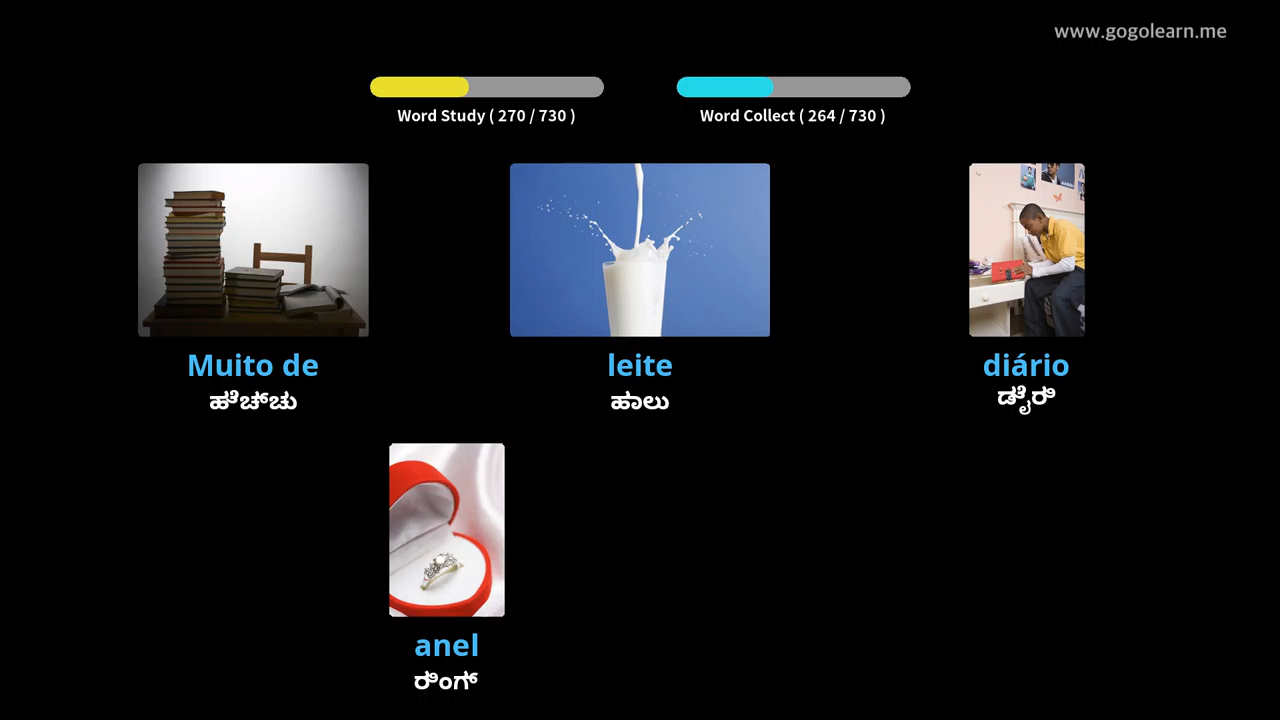 www.gogolearn.me
Word Study ( 270 / 730 )
Word Collect ( 264 / 730 )
Muito de
ಹೆಚ್ಚು
leite
ಹಾಲು
diário
ಡೈರಿ
anel
ರಿಂಗ್